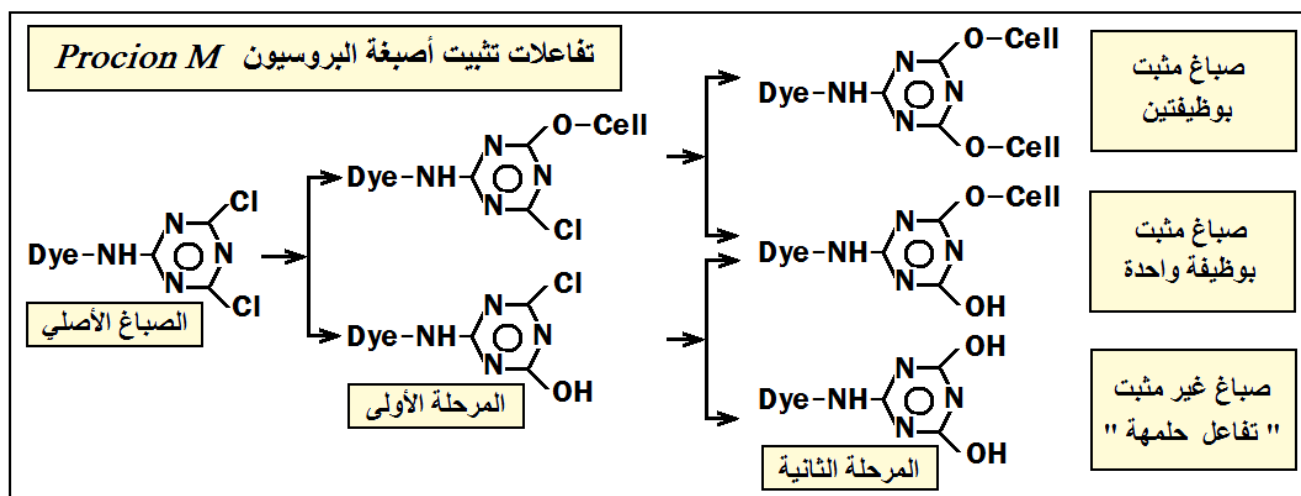 تفاعلات تثبيت أصبغة البروسيون Procion M
Dye-NH
N
N
N
Cl
Cl
الصباغ الأصلي
Dye-NH
N
N
N
O-Cell
Cl
Dye-NH
N
N
N
Cl
OH
المرحلة الأولى
Dye-NH
N
N
N
O-Cell
O-Cell
صباغ مثبت
بوظيفتين
Dye-NH
N
N
N
O-Cell
OH
صباغ مثبت
بوظيفة واحدة
Dye-NH
N
N
N
OH
OH
المرحلة الثانية
صباغ غير مثبت
" تفاعل حلمهة "